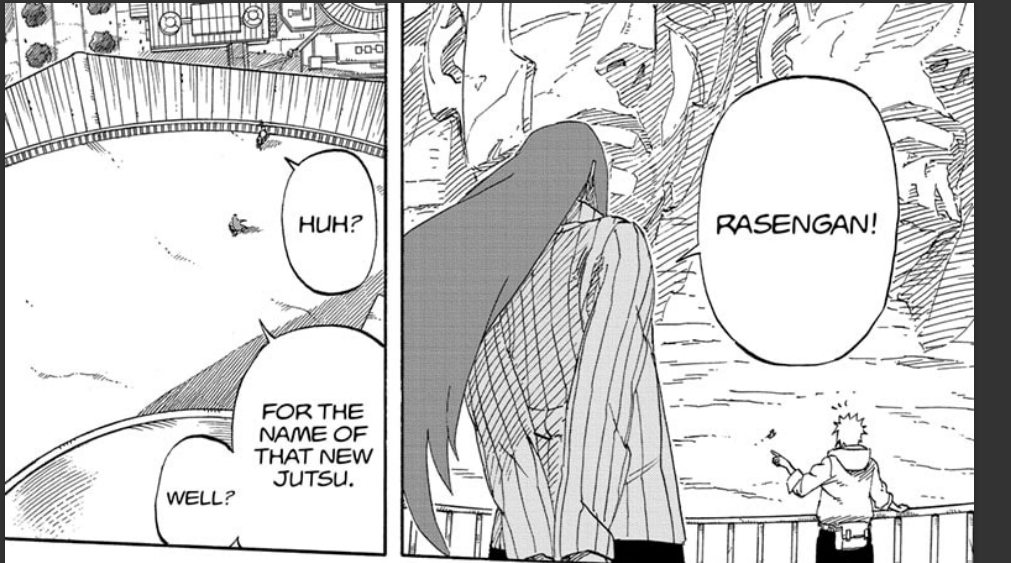 RASENGAN!
HUH?
FOR THE
NAME OF
THAT NEW
JUTSU.
WELL?